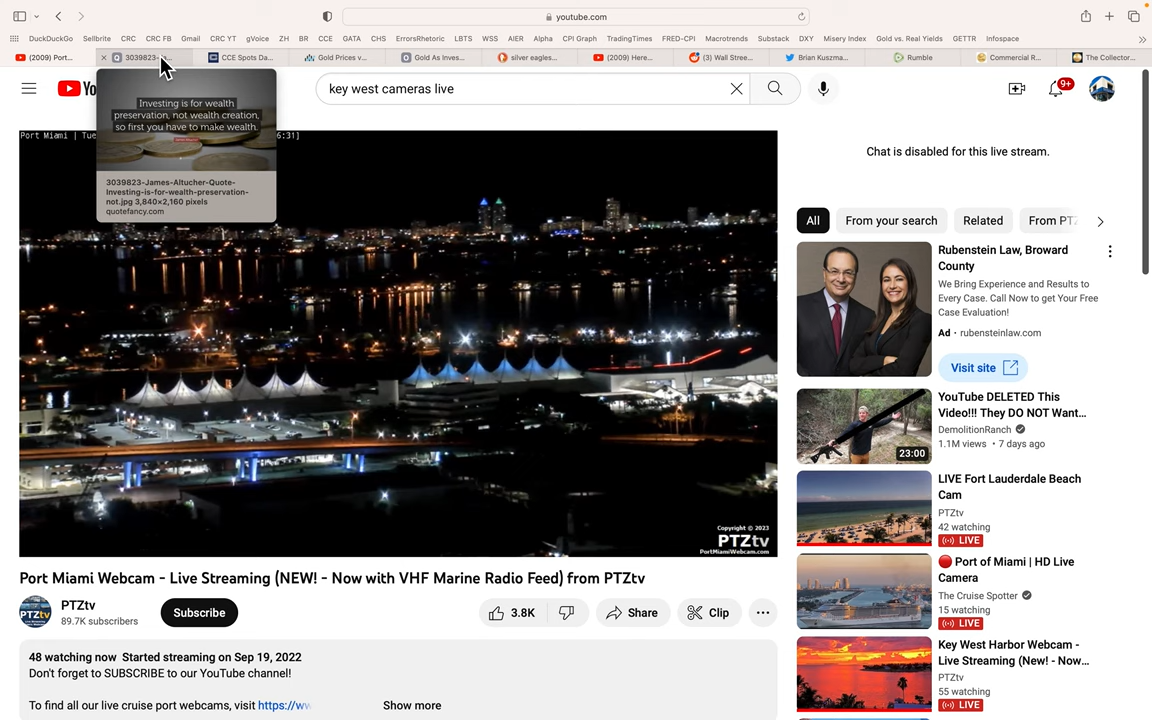 youtube.com
DuckDuckGo Sellbrite CRC CRC FB Gmail CRC YT gVoice ZH BR CCE GATA CHS ErrorsRhetoric LBTS WSS AIER Alpha CPI Graph TradingTimes FRED-CPI Macrotrends Substack DXY Misery Index Gold vs. Real Yields GETTR Infospace
(2009) Port... 3039823- CCE Spots Da... Gold Prices v... Gold As Inves... silver eagles... (2009) Here... (3) Wall Stree... Brian Kuszma... Rumble Commercial R... The Collector...
key west cameras live
9+
Investing is for wealth
preservation, not wealth creation,
so first you have to make wealth.
3039823-James-Altucher-Quote-
Investing-is-for-wealth-preservation-
not.jpg 3,840×2,160 pixels
quotefancy.com
Port Miami | Tue
6:31]
Copyright © 2023
PTZtv
PortMiamiWebcam.com
Port Miami Webcam - Live Streaming (NEW! - Now with VHF Marine Radio Feed) from PTZtv
PTZtv
89.7K subscribers
Subscribe
3.8K
Share
Clip
48 watching now Started streaming on Sep 19, 2022
Don't forget to SUBSCRIBE to our YouTube channel!
To find all our live cruise port webcams, visit https://ww
Show more
Chat is disabled for this live stream.
All From your search Related From PTZ
Rubenstein Law, Broward
County
We Bring Experience and Results to
Every Case. Call Now to get Your Free
Case Evaluation!
Ad · rubensteinlaw.com
Visit site
YouTube DELETED This
Video!!! They DO NOT Want...
DemolitionRanch
1.1M views • 7 days ago
23:00
LIVE Fort Lauderdale Beach
Cam
PTZtv
42 watching
LIVE
Port of Miami | HD Live
Camera
The Cruise Spotter
15 watching
LIVE
Key West Harbor Webcam -
Live Streaming (New! - Now...
PTZtv
55 watching
LIVE